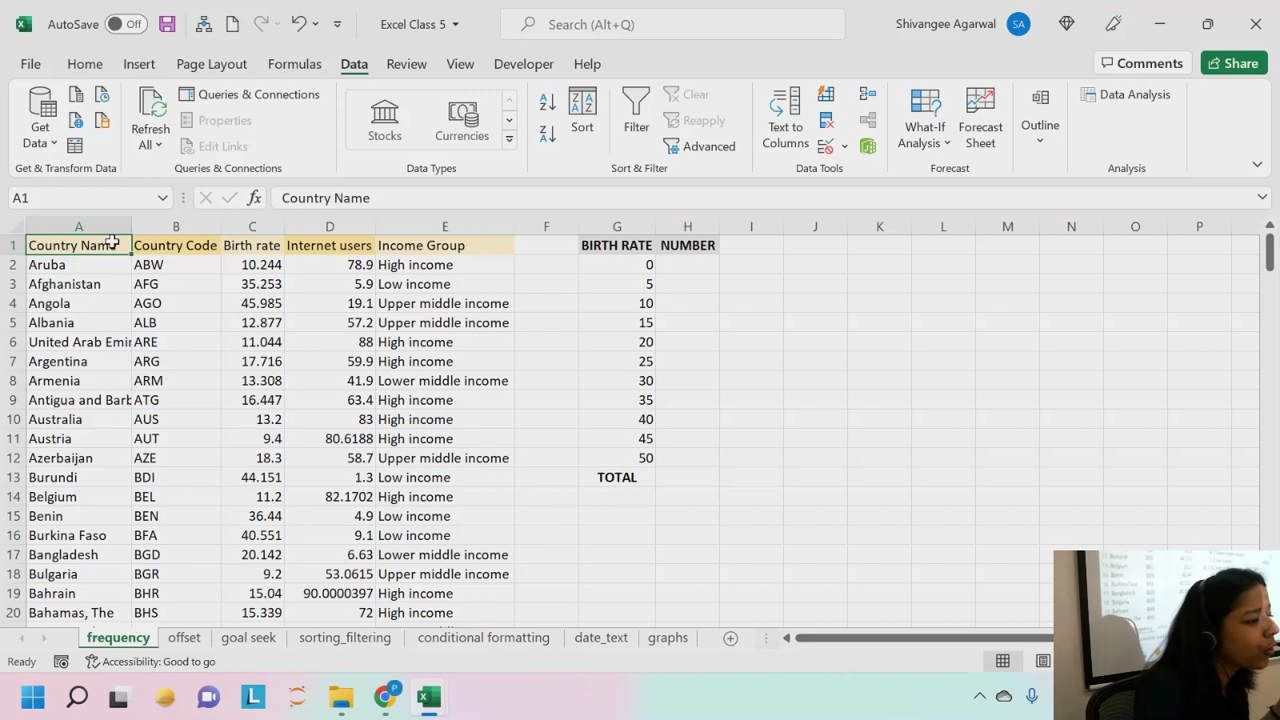 AutoSave Off Excel Class 5 Search (Alt+Q) Shivangee Agarwal SA
File Home Insert Page Layout Formulas Data Review View Developer Help Comments Share
Get Data Refresh All Queries & Connections Properties Edit Links Stocks Currencies Sort Filter Clear Reapply Advanced Text to Columns What-If Analysis Forecast Sheet Outline Data Analysis
Get & Transform Data Queries & Connections Data Types Sort & Filter Data Tools Forecast Analysis
A1 fx Country Name
A B C D E F G H I J K L M N O P
1 Country Name Country Code Birth rate Internet users Income Group BIRTH RATE NUMBER
2 Aruba ABW 10.244 78.9 High income 0
3 Afghanistan AFG 35.253 5.9 Low income 5
4 Angola AGO 45.985 19.1 Upper middle income 10
5 Albania ALB 12.877 57.2 Upper middle income 15
6 United Arab Emir ARE 11.044 88 High income 20
7 Argentina ARG 17.716 59.9 High income 25
8 Armenia ARM 13.308 41.9 Lower middle income 30
9 Antigua and Barb ATG 16.447 63.4 High income 35
10 Australia AUS 13.2 83 High income 40
11 Austria AUT 9.4 80.6188 High income 45
12 Azerbaijan AZE 18.3 58.7 Upper middle income 50
13 Burundi BDI 44.151 1.3 Low income TOTAL
14 Belgium BEL 11.2 82.1702 High income
15 Benin BEN 36.44 4.9 Low income
16 Burkina Faso BFA 40.551 9.1 Low income
17 Bangladesh BGD 20.142 6.63 Lower middle income
18 Bulgaria BGR 9.2 53.0615 Upper middle income
19 Bahrain BHR 15.04 90.0000397 High income
20 Bahamas, The BHS 15.339 72 High income
frequency offset goal seek sorting_filtering conditional formatting date_text graphs
Ready Accessibility: Good to go